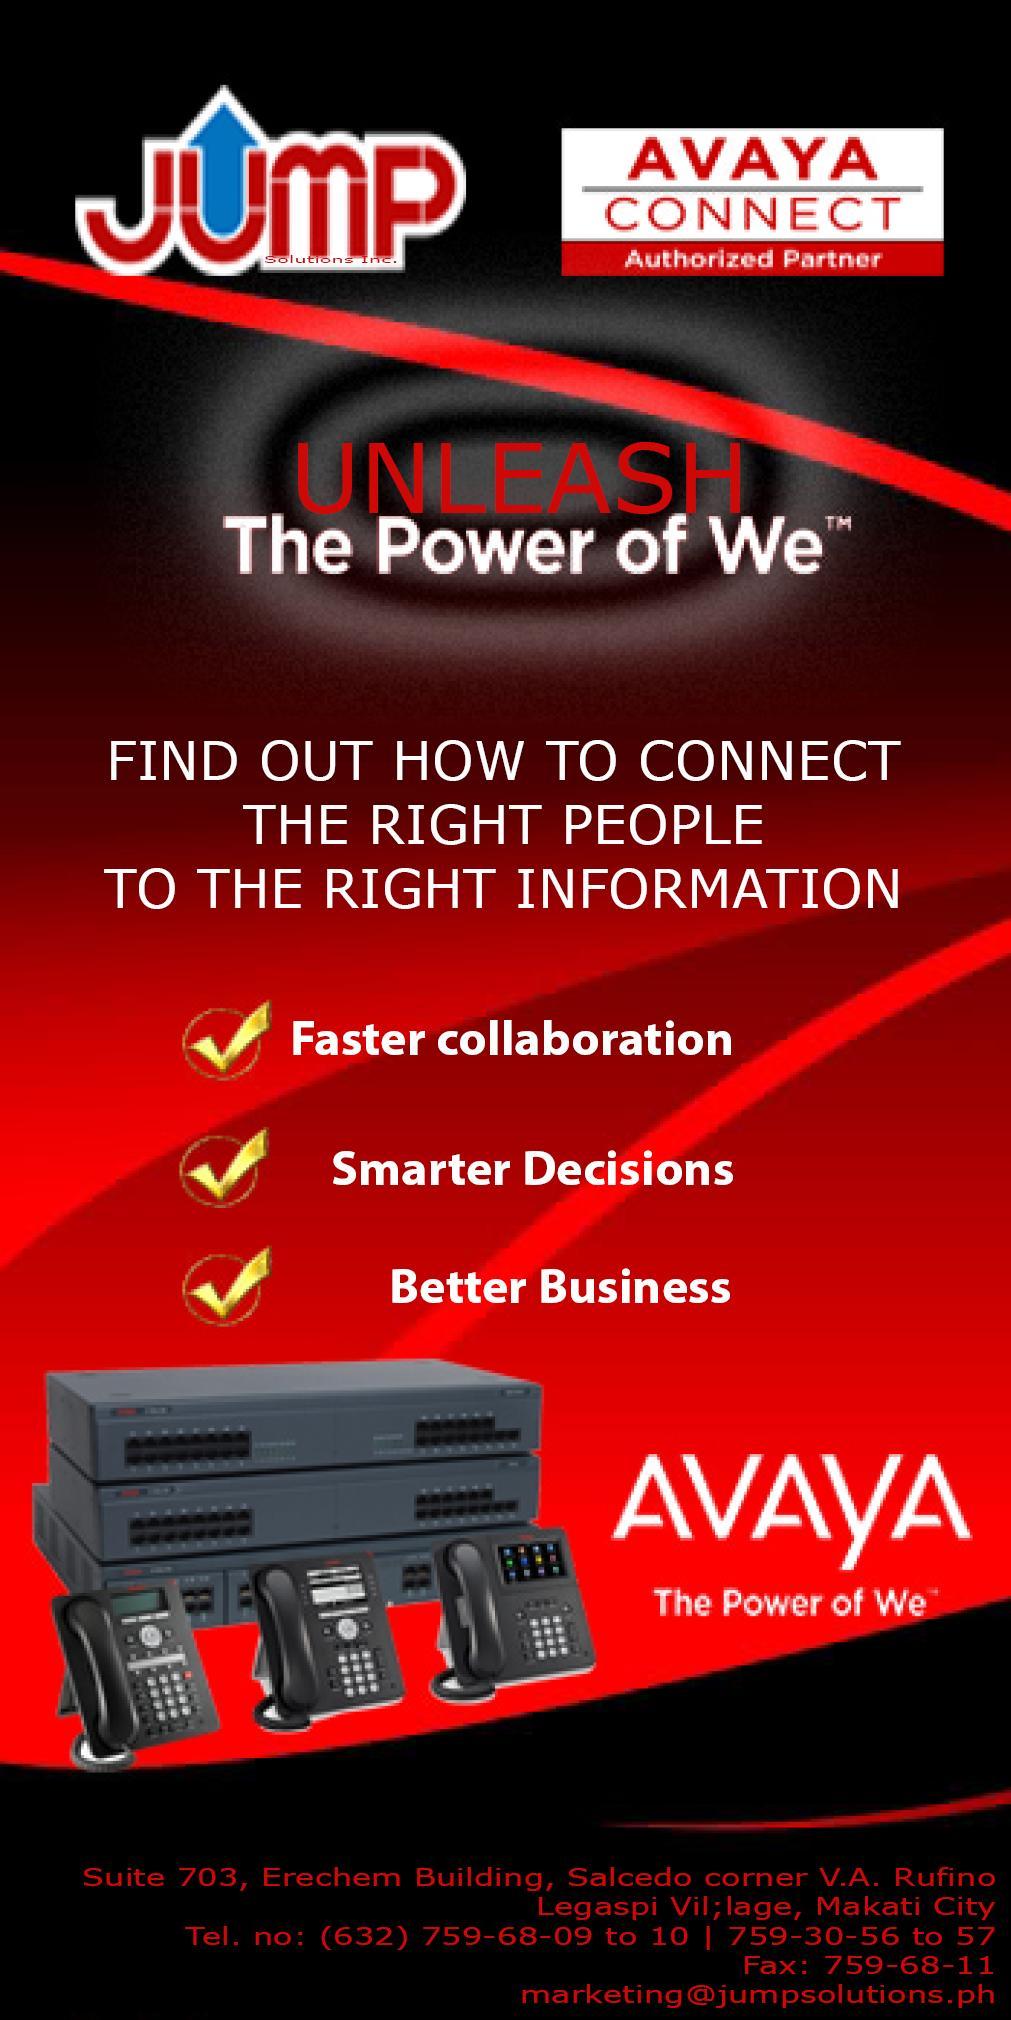 JUMP
Solutions Inc.
AVAYA
CONNECT
Authorized Partner
UNLEASH
The Power of We™
FIND OUT HOW TO CONNECT
THE RIGHT PEOPLE
TO THE RIGHT INFORMATION
Faster collaboration
Smarter Decisions
Better Business
AVAYA
The Power of We™
Suite 703, Erechem Building, Salcedo corner V.A. Rufino
Legaspi Vil;lage, Makati City
Tel. no: (632) 759-68-09 to 10 | 759-30-56 to 57
Fax: 759-68-11
marketing@jumpsolutions.ph